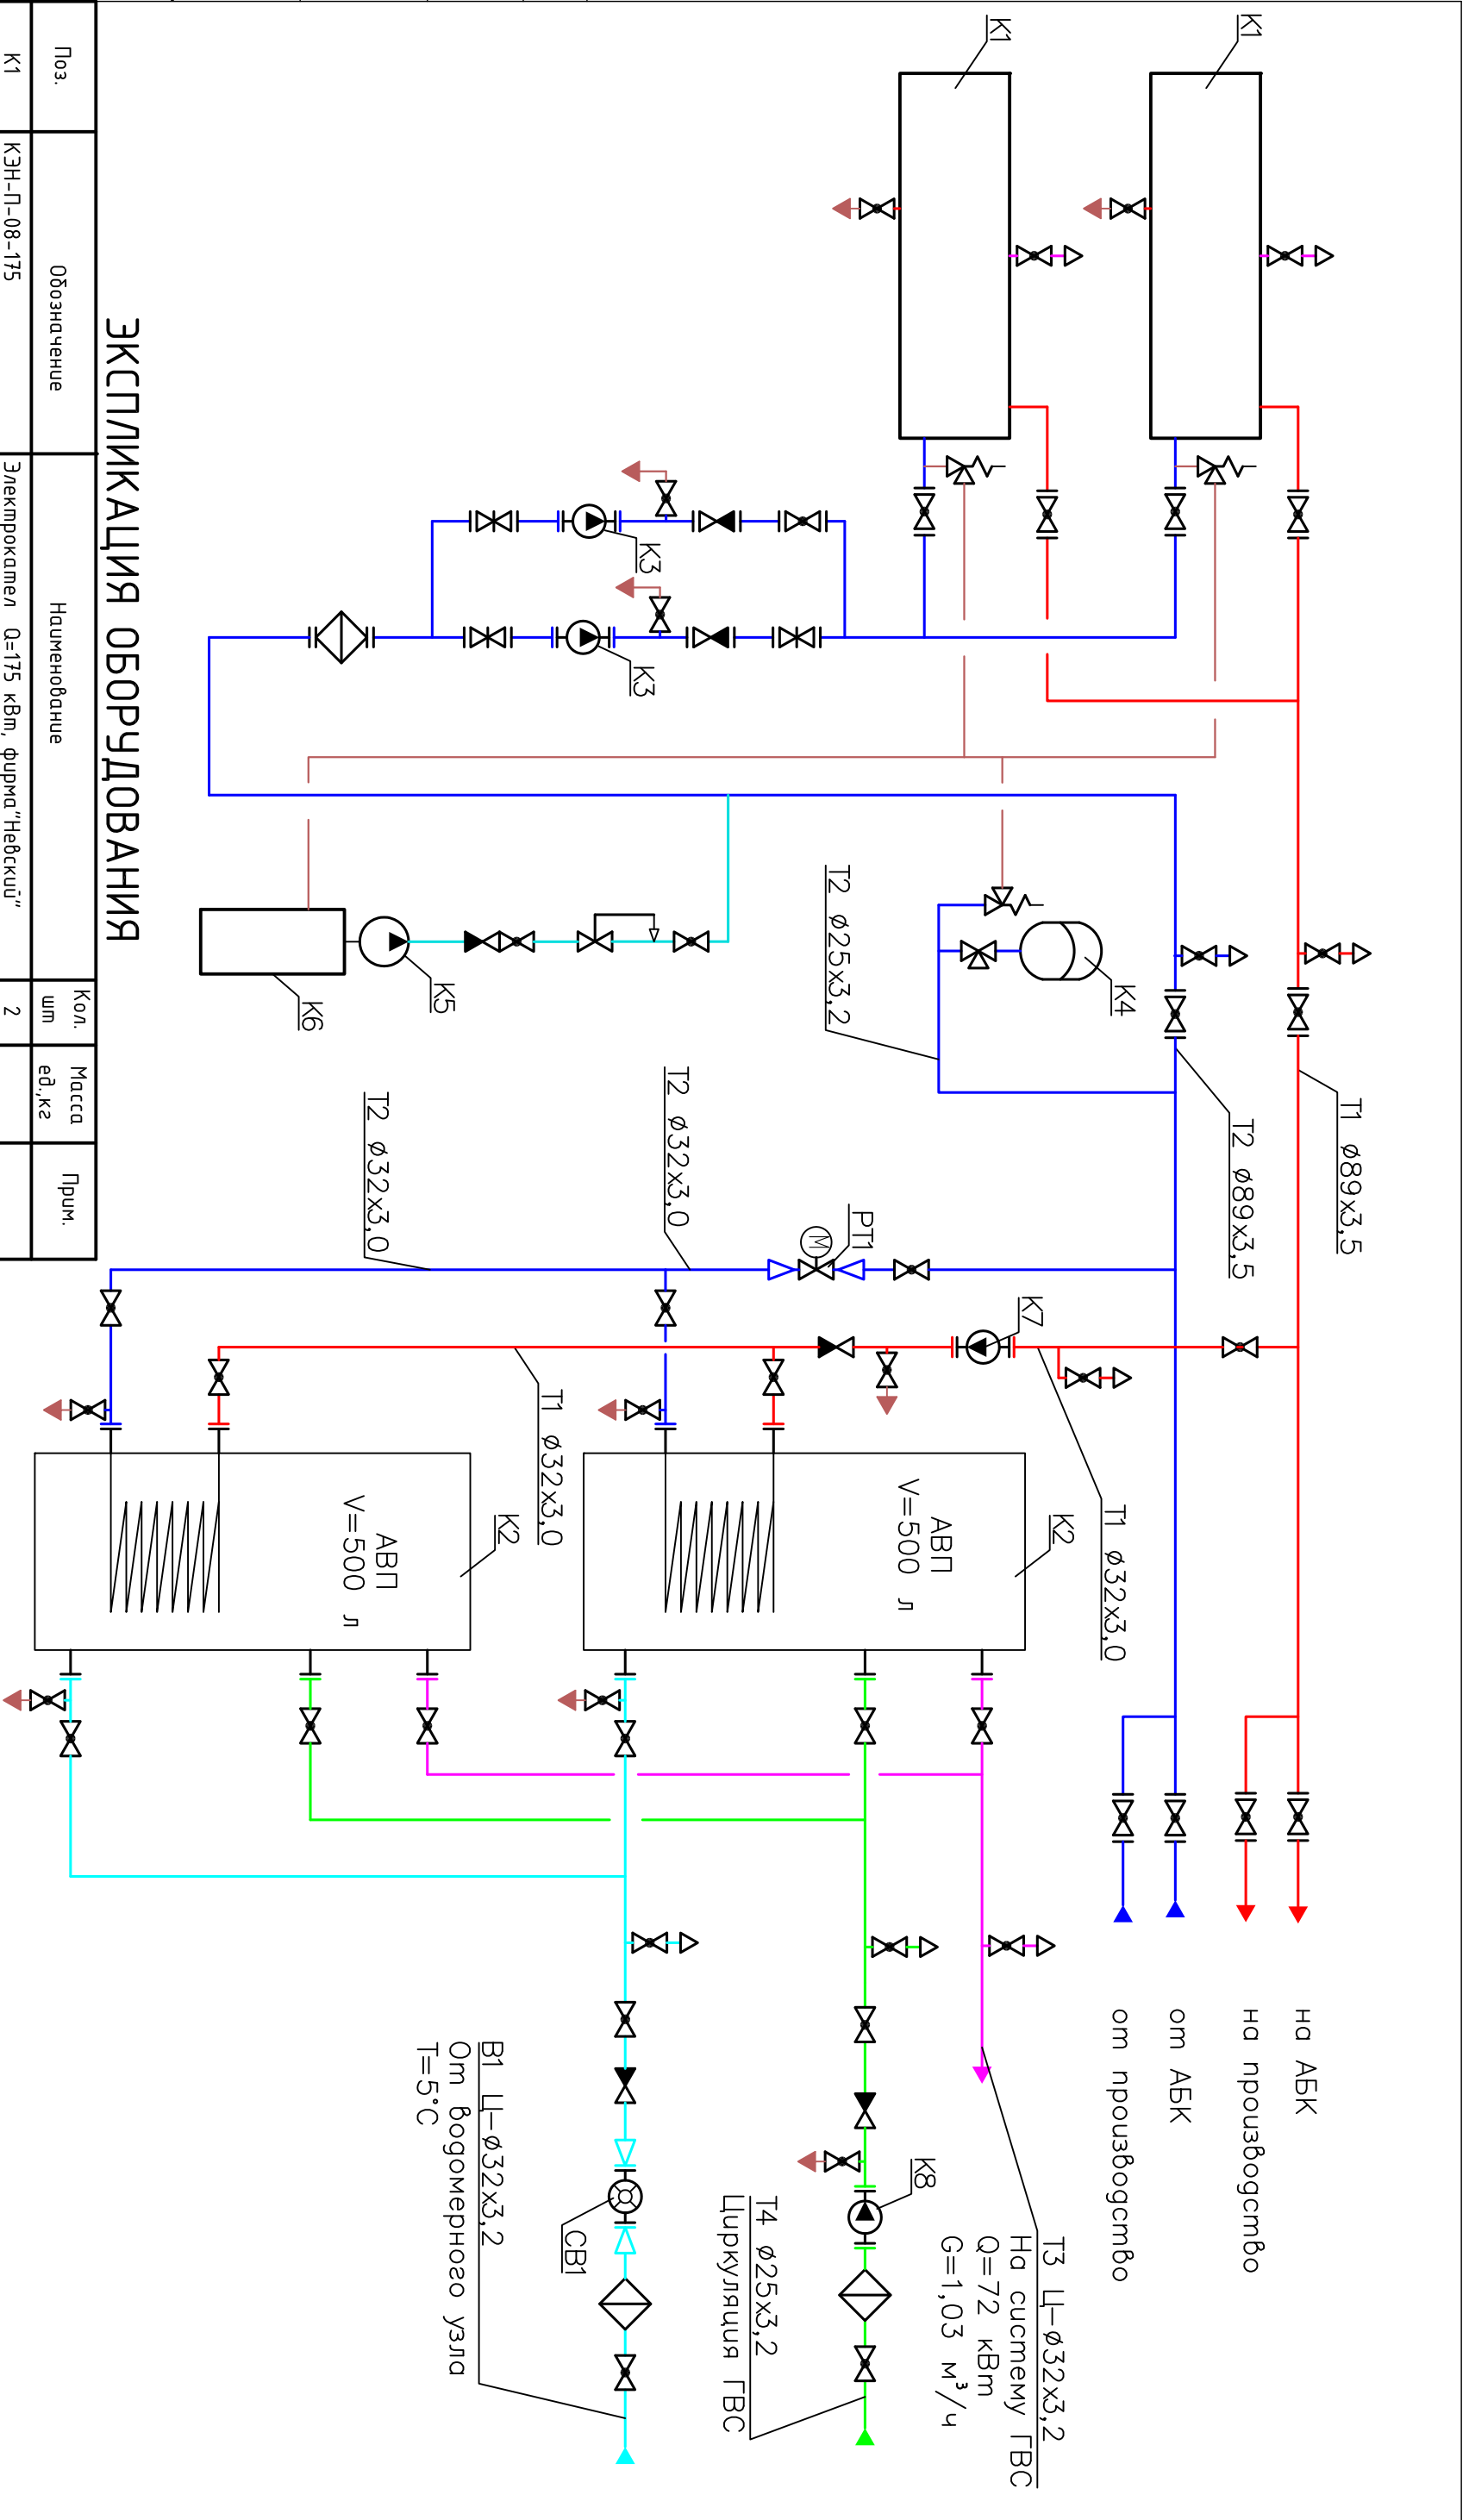 К1
К1
К3
К3
К4
К5
К6
Т2 ø25х3,2
Т1 ø89х3,5
Т2 ø89х3,5
Т2 ø32х3,0
Т2 ø32х3,0
РТ1
М
К7
Т1 ø32х3,0
Т1 ø32х3,0
К2
АВП
V=500 л
К2
АВП
V=500 л
на АБК
на производство
от АБК
от производство
Т3 Ц-ø32х3,2
На систему ГВС
Q=72 кВт
G=1,03 м³/ч
К8
Т4 ø25х3,2
Циркуляция ГВС
СВ1
В1 Ц-ø32х3,2
От водомерного узла
Т=5°С
ЭКСПЛИКАЦИЯ ОБОРУДОВАНИЯ
Поз.
Обозначение
Наименование
Кол.
шт
Масса
ед.,кг
Прим.
К1
КЭН-П-08-175
Электрокател Q=175 кВт, фирма"Невский"
2